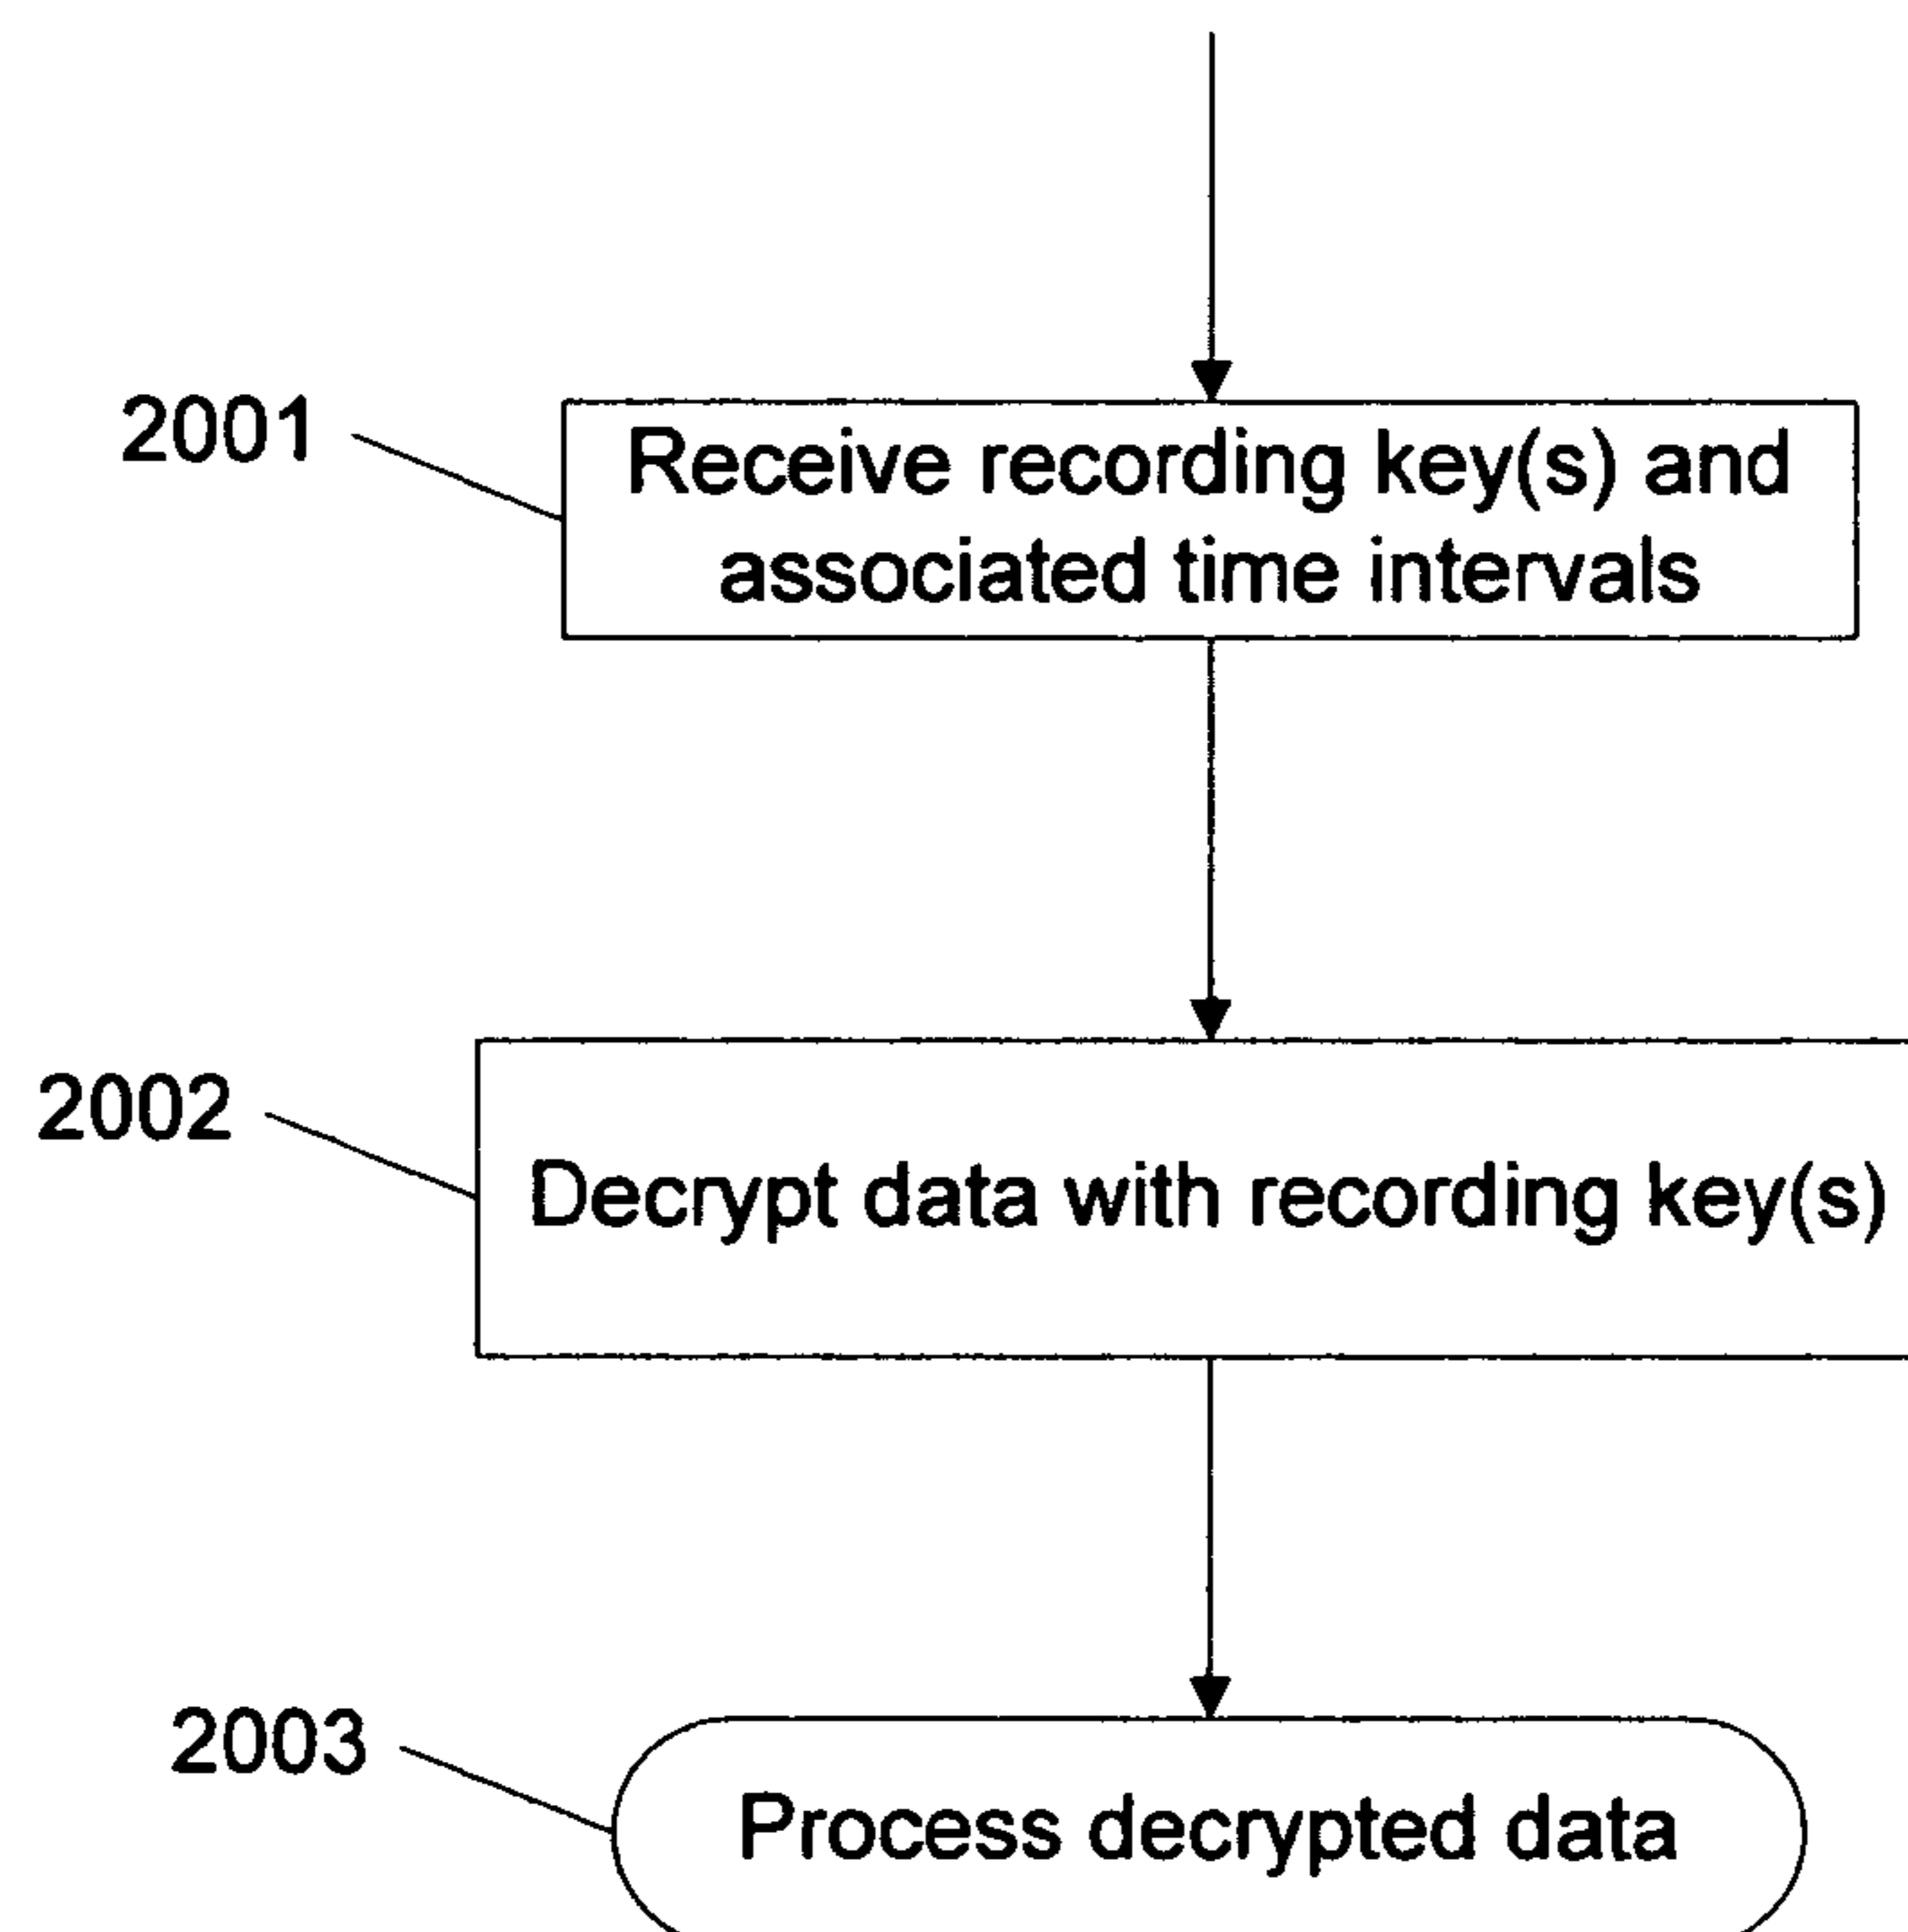 2001
Receive recording key(s) and
associated time intervals
2002
Decrypt data with recording key(s)
2003
Process decrypted data